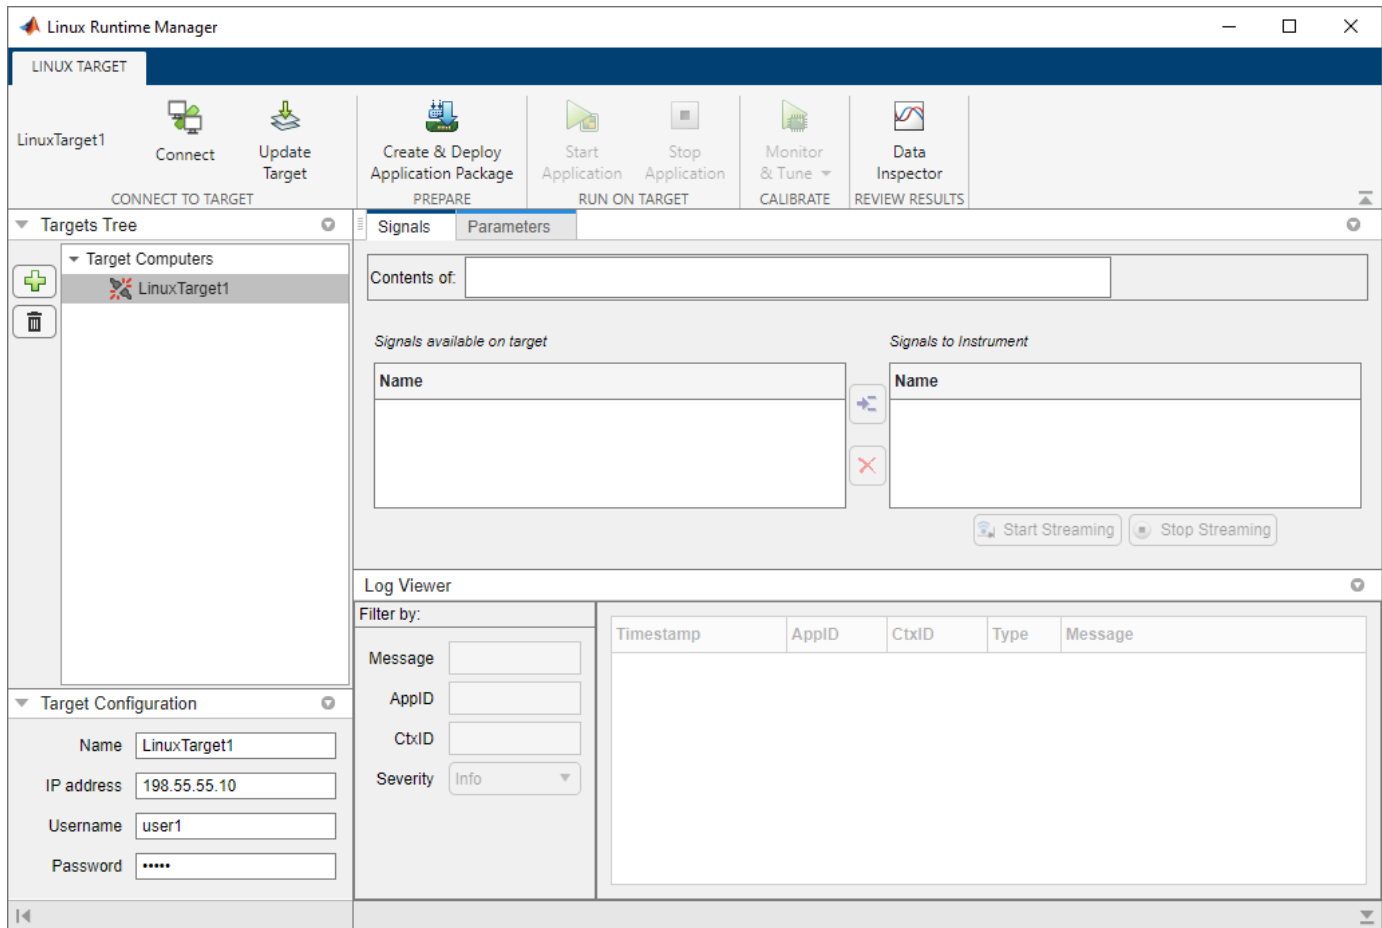 Linux Runtime Manager
LINUX TARGET
LinuxTarget1
Connect
Update
Target
CONNECT TO TARGET
Create & Deploy
Application Package
PREPARE
Start
Application
Stop
Application
RUN ON TARGET
Monitor
& Tune
CALIBRATE
Data
Inspector
REVIEW RESULTS
Targets Tree
Target Computers
LinuxTarget1
Signals
Parameters
Contents of:
Signals available on target
Name
Signals to Instrument
Name
Start Streaming
Stop Streaming
Target Configuration
Name
LinuxTarget1
IP address
198.55.55.10
Username
user1
Password
•••••
Log Viewer
Filter by:
Message
AppID
CtxID
Severity
Info
Timestamp
AppID
CtxID
Type
Message